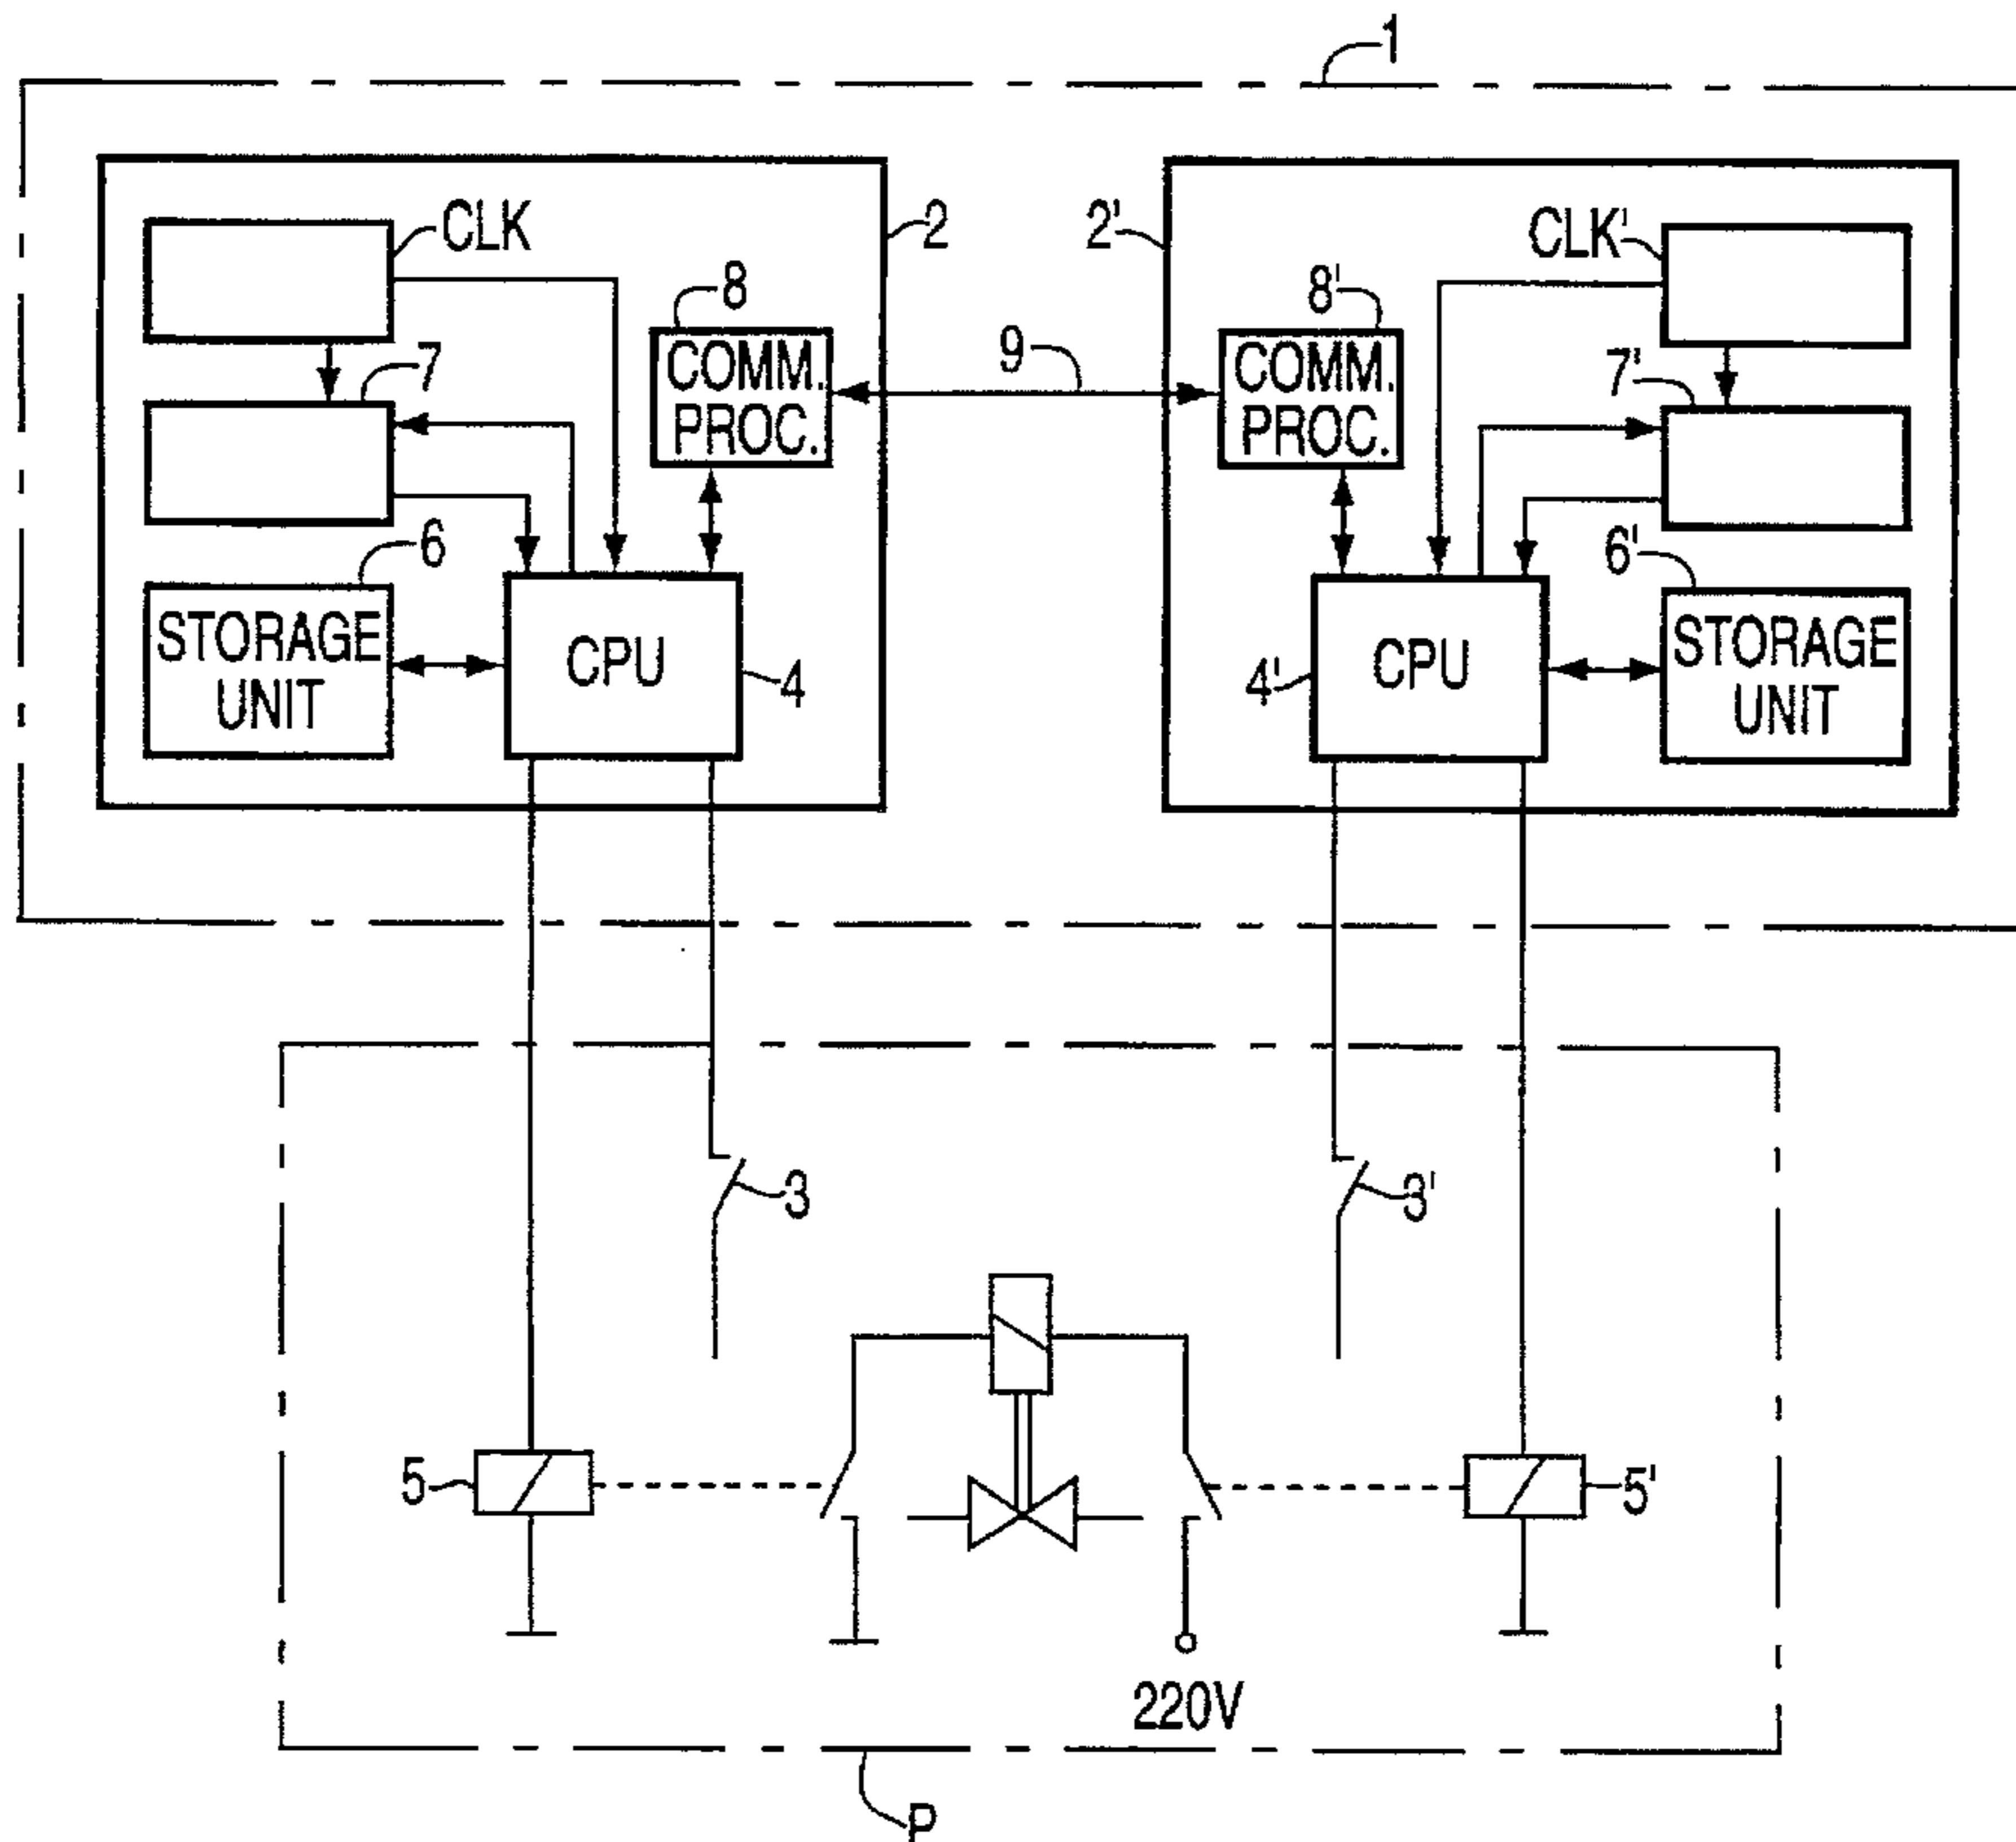 1
CLK
2
2'
CLK'
8
8'
COMM.
PROC.
9
COMM.
PROC.
7
7'
6
6'
STORAGE
UNIT
CPU
4
4'
CPU
STORAGE
UNIT
3
3'
5
5'
220V
P